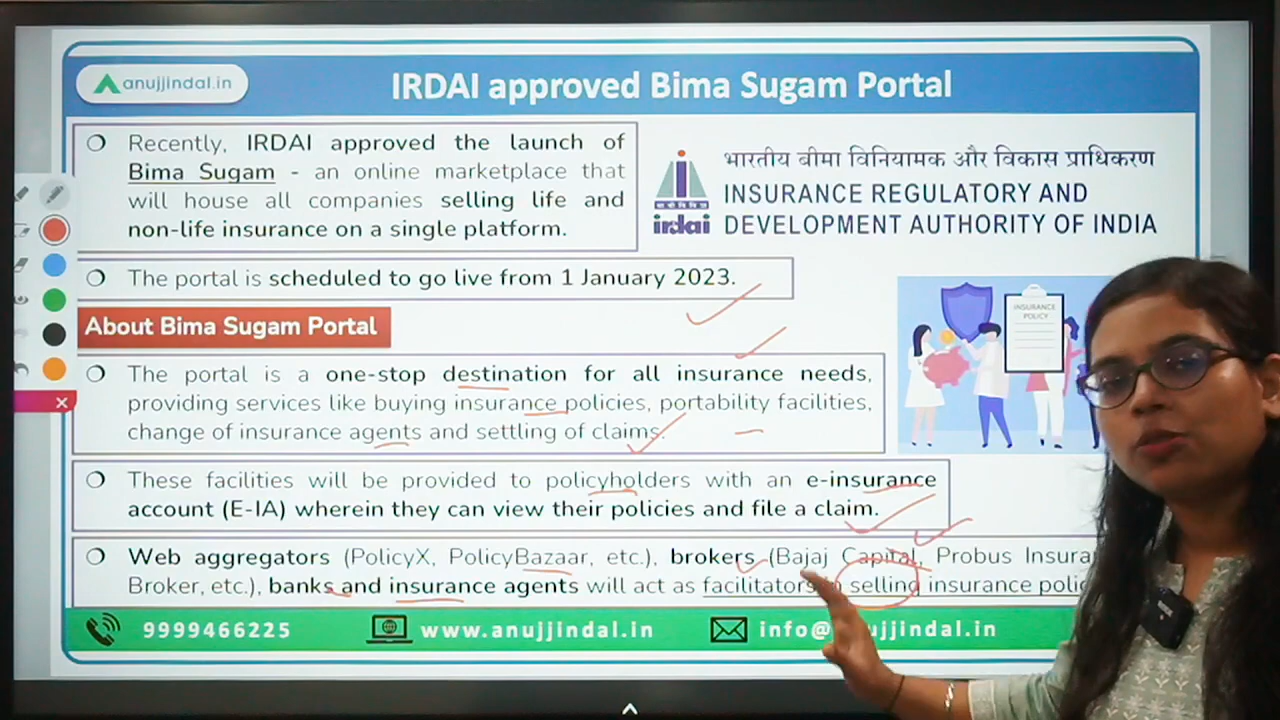 anujjindal.in
IRDAI approved Bima Sugam Portal
Recently, IRDAI approved the launch of
Bima Sugam - an online marketplace that
will house all companies selling life and
non-life insurance on a single platform.
भारतीय बीमा विनियामक और विकास प्राधिकरण
irdai
INSURANCE REGULATORY AND
DEVELOPMENT AUTHORITY OF INDIA
The portal is scheduled to go live from 1 January 2023.
About Bima Sugam Portal
INSURANCE
POLICY
The portal is a one-stop destination for all insurance needs,
providing services like buying insurance policies, portability facilities,
change of insurance agents and settling of claims.
These facilities will be provided to policyholders with an e-insurance
account (E-IA) wherein they can view their policies and file a claim.
Web aggregators (PolicyX, PolicyBazaar, etc.), brokers (Bajaj Capital, Probus
Broker, etc.), banks and insurance agents will act as facilitators selling insurance
9999466225
www.anujjindal.in